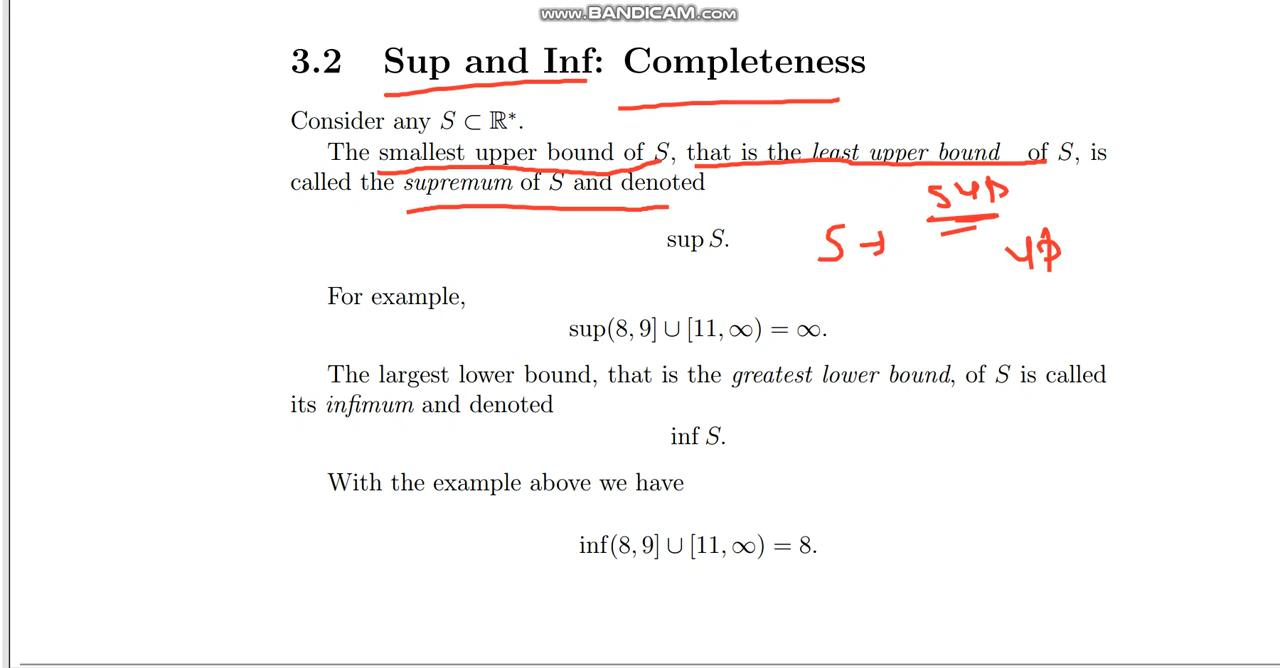 www.BANDICAM.com
3.2 Sup and Inf: Completeness
Consider any S ⊂ ℝ*.
The smallest upper bound of S, that is the least upper bound of S, is
called the supremum of S and denoted
sup
sup S.
S →
up
For example,
sup(8, 9] ∪ [11, ∞) = ∞.
The largest lower bound, that is the greatest lower bound, of S is called
its infimum and denoted
inf S.
With the example above we have
inf(8, 9] ∪ [11, ∞) = 8.